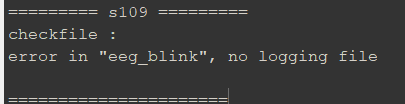 ========= s109 =========
checkfile :
error in "eeg_blink", no logging file
======================